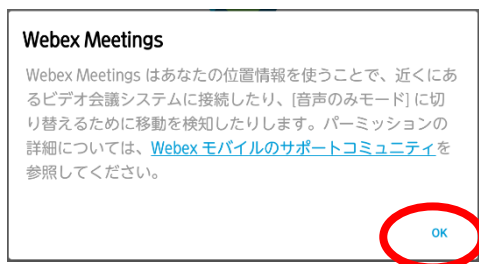 Webex Meetings
Webex Meetings はあなたの位置情報を使うことで、近くにあ
るビデオ会議システムに接続したり、[音声のみモード] に切
り替えるために移動を検知したりします。パーミッションの
詳細については、Webex モバイルのサポートコミュニティを
参照してください。
OK